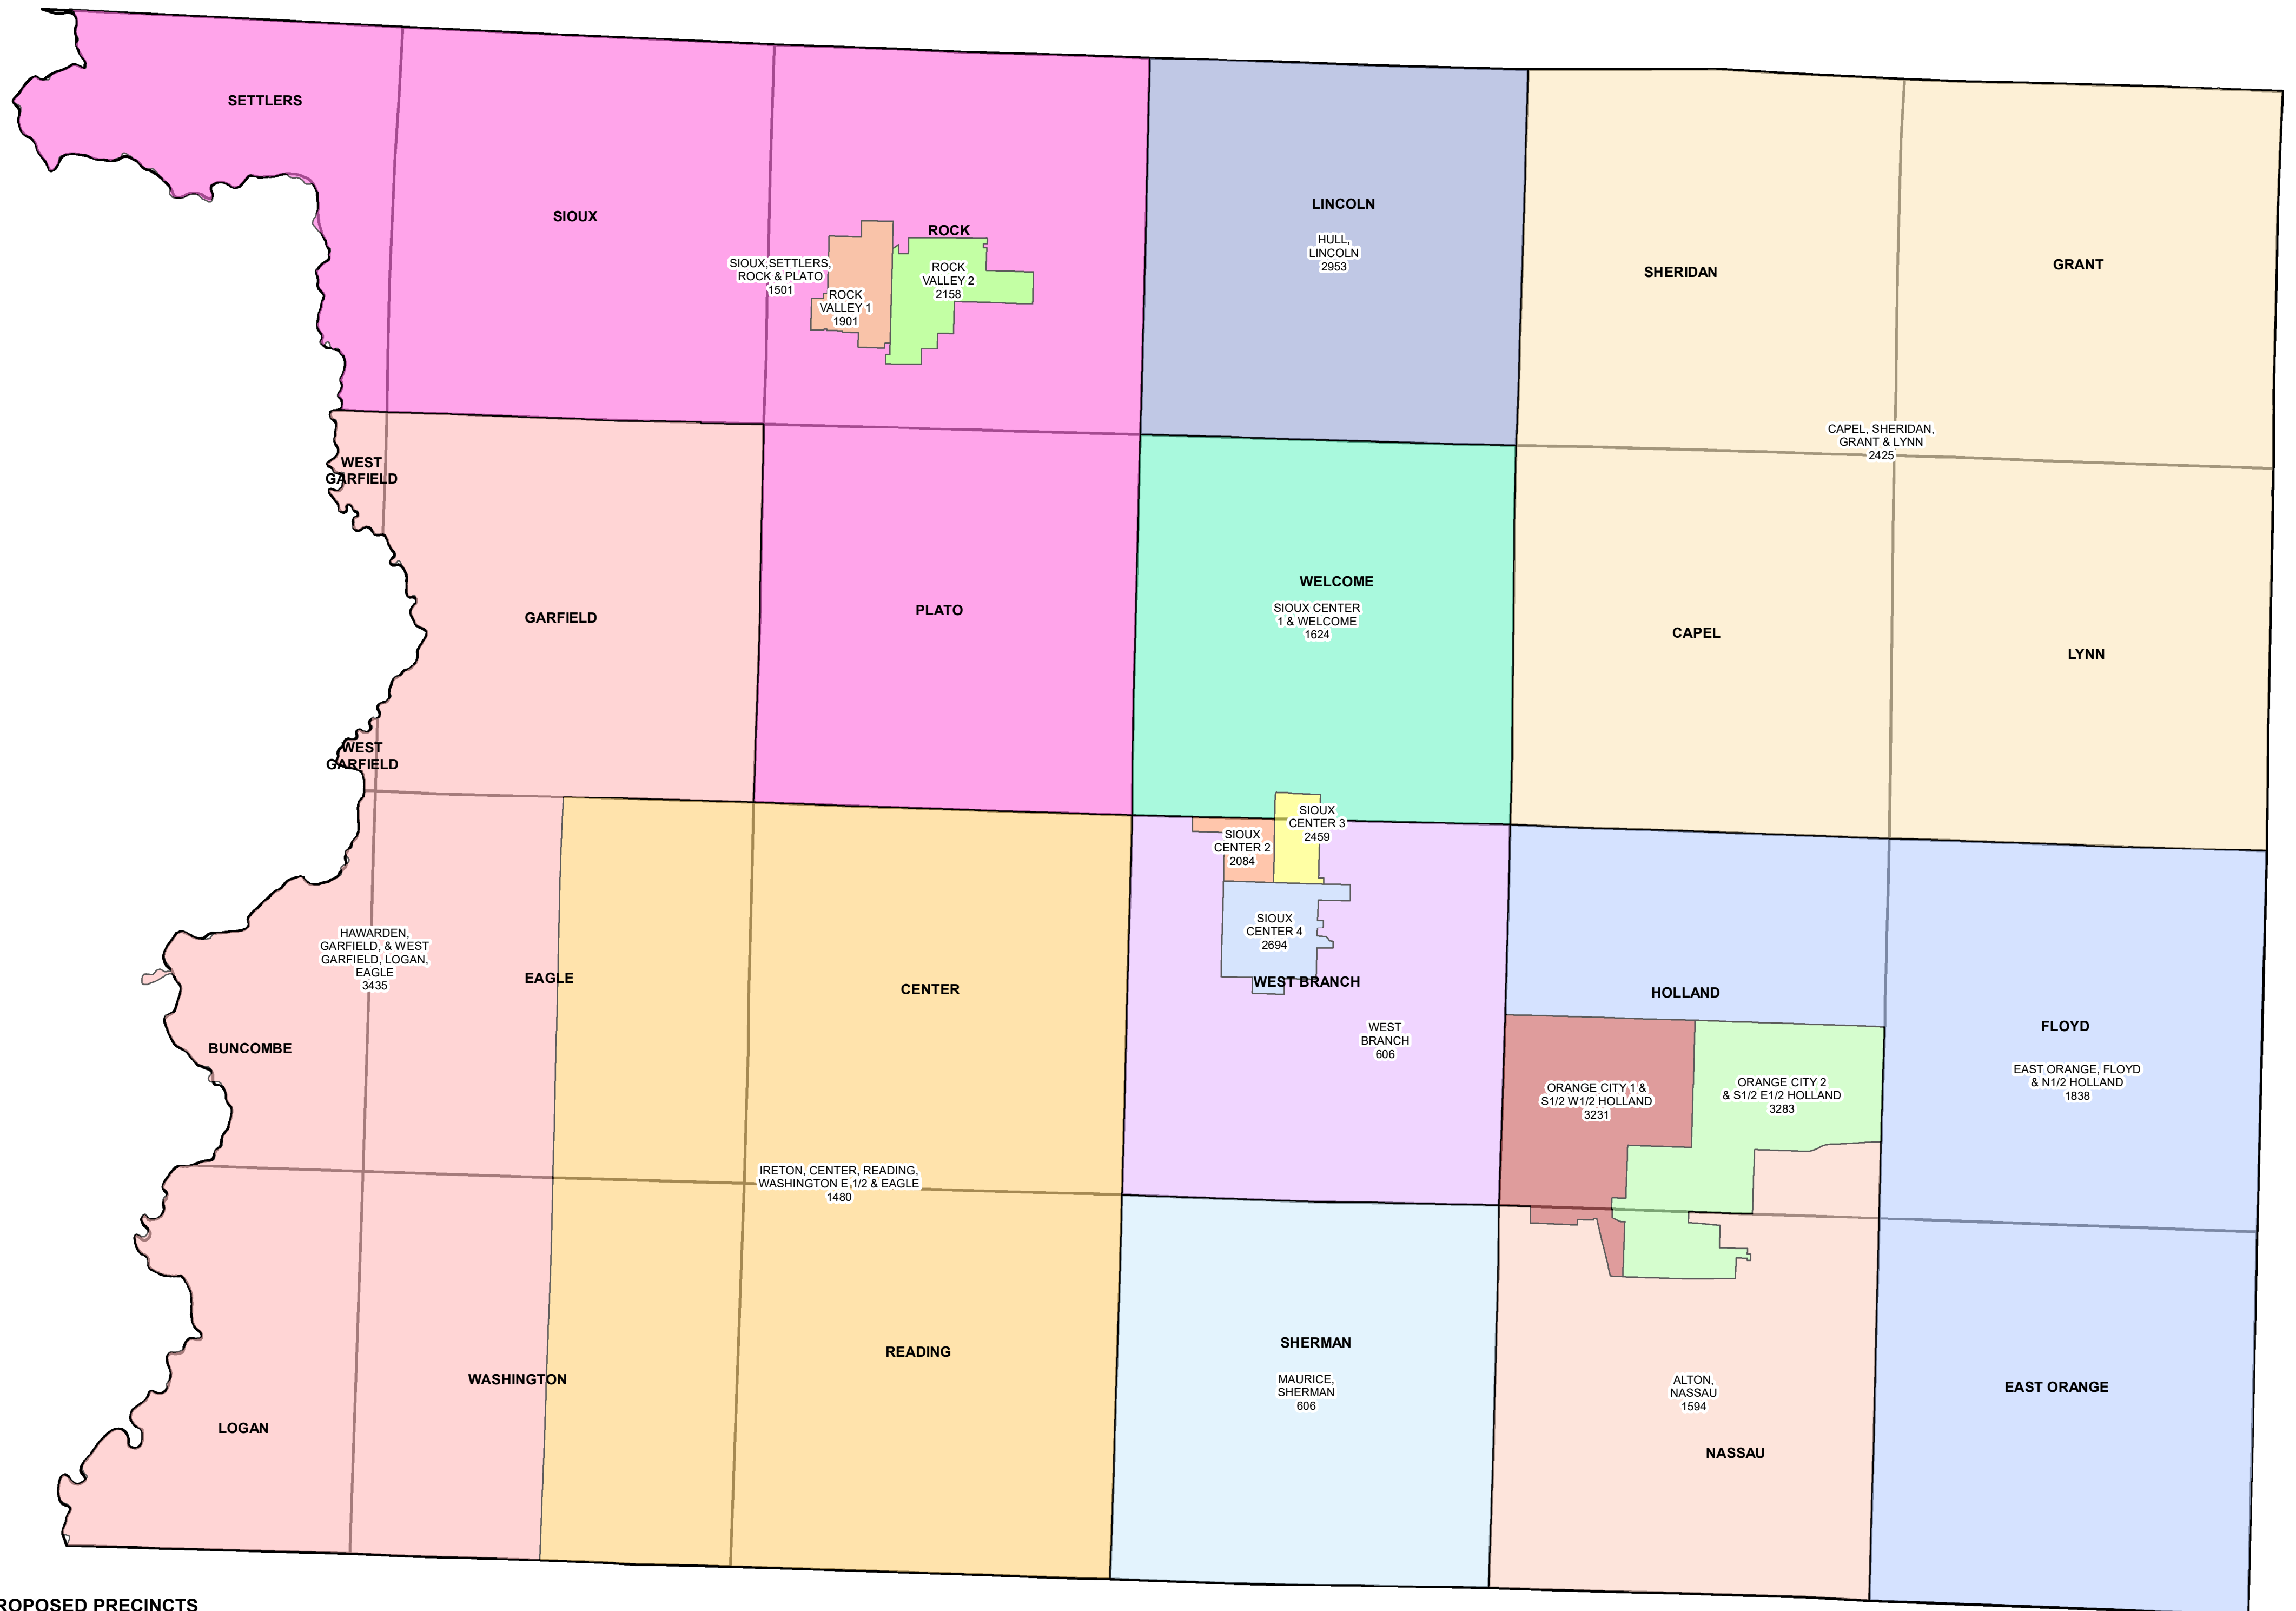 SETTLERS
SIOUX
ROCK
LINCOLN
HULL,
LINCOLN
2953
SHERIDAN
GRANT
SIOUX,SETTLERS,
ROCK & PLATO
1501
ROCK
VALLEY 1
1901
ROCK
VALLEY 2
2158
CAPEL, SHERIDAN,
GRANT & LYNN
2425
WEST
GARFIELD
GARFIELD
PLATO
WELCOME
SIOUX CENTER
1 & WELCOME
1624
CAPEL
LYNN
WEST
GARFIELD
SIOUX
CENTER 2
2084
SIOUX
CENTER 3
2459
SIOUX
CENTER 4
2694
HAWARDEN,
GARFIELD, & WEST
GARFIELD, LOGAN,
EAGLE
3435
EAGLE
CENTER
WEST BRANCH
WEST
BRANCH
606
HOLLAND
FLOYD
EAST ORANGE, FLOYD
& N1/2 HOLLAND
1838
BUNCOMBE
ORANGE CITY 1 &
S1/2 W1/2 HOLLAND
3231
ORANGE CITY 2
& S1/2 E1/2 HOLLAND
3283
IRETON, CENTER, READING,
WASHINGTON E 1/2 & EAGLE
1480
WASHINGTON
READING
SHERMAN
MAURICE,
SHERMAN
606
ALTON,
NASSAU
1594
NASSAU
EAST ORANGE
LOGAN
ROPOSED PRECINCTS